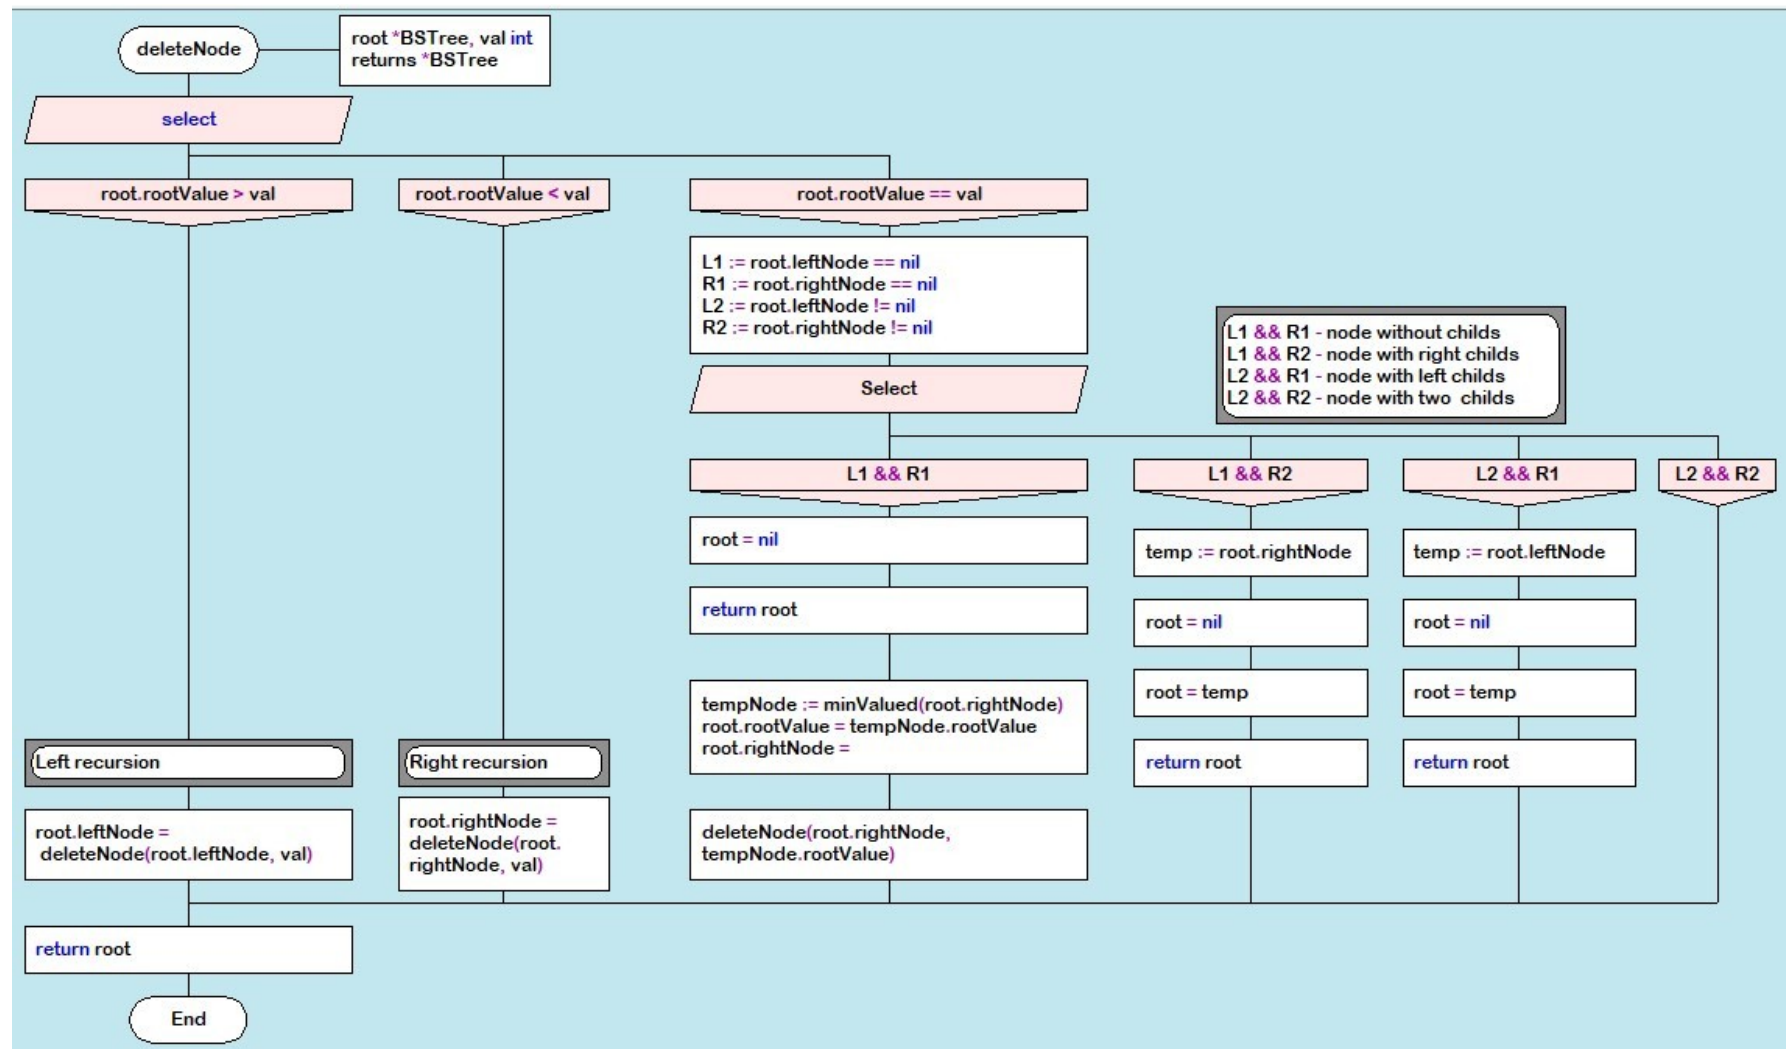 deleteNode
root *BSTree, val int
returns *BSTree
select
root.rootValue > val
root.rootValue < val
root.rootValue == val
L1 := root.leftNode == nil
R1 := root.rightNode == nil
L2 := root.leftNode != nil
R2 := root.rightNode != nil
L1 && R1 - node without childs
L1 && R2 - node with right childs
L2 && R1 - node with left childs
L2 && R2 - node with two  childs
Select
L1 && R1
L1 && R2
L2 && R1
L2 && R2
root = nil
return root
tempNode := minValued(root.rightNode)
root.rootValue = tempNode.rootValue
root.rightNode =
deleteNode(root.rightNode,
tempNode.rootValue)
temp := root.rightNode
root = nil
root = temp
return root
temp := root.leftNode
root = nil
root = temp
return root
Left recursion
root.leftNode =
deleteNode(root.leftNode, val)
Right recursion
root.rightNode =
deleteNode(root.
rightNode, val)
return root
End